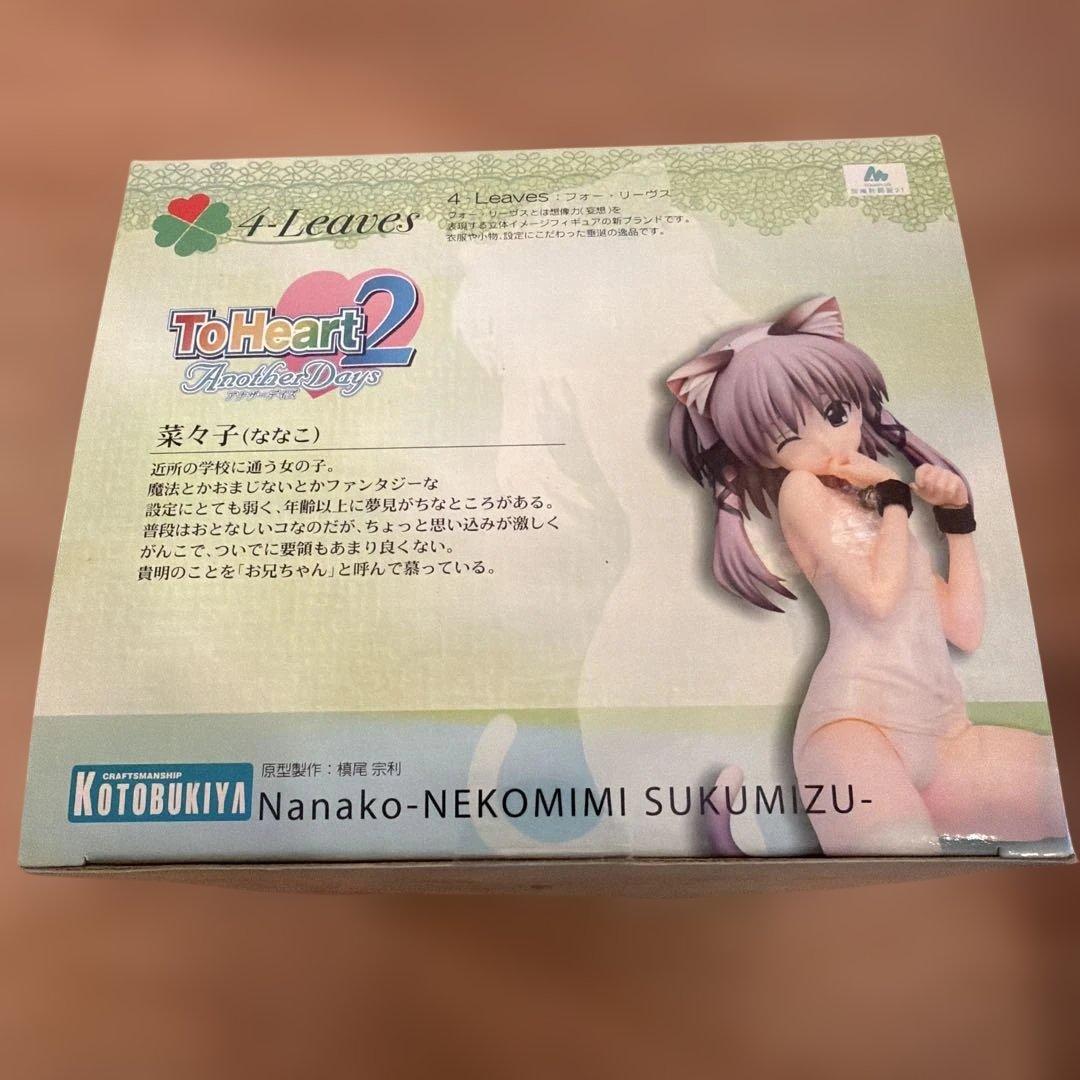 4-Leaves
4-Leaves：フォー・リーヴス
フォー・リーヴスとは想像力(妄想)を
表現する立体イメージフィギュアの新ブランドです。
衣服や小物、設定にこだわった垂涎の逸品です。
ToHeart2
AnotherDays
アナザーデイズ
菜々子(ななこ)
近所の学校に通う女の子。
魔法とかおまじないとかファンタジーな
設定にとても弱く、年齢以上に夢見がちなところがある。
普段はおとなしいコなのだが、ちょっと思い込みが激しく
がんこで、ついでに要領もあまり良くない。
貴明のことを「お兄ちゃん」と呼んで慕っている。
CRAFTSMANSHIP
KOTOBUKIYA
原型製作：槙尾 宗利
Nanako-NEKOMIMI SUKUMIZU-